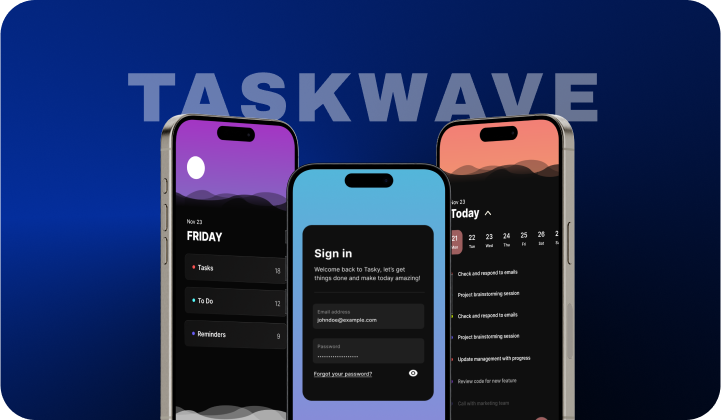 TASKWAVE
Nov 23
FRIDAY
Tasks 18
To Do 12
Reminders 9
Sign in
Welcome back to Tasky, let's get
things done and make today amazing!
Email address
johndoe@example.com
Password
Forgot your password?
Nov 23
Today
21 22 23 24 25 26
Mon Tue Wed Thu Fri Sat
Check and respond to emails
Project brainstorming session
Check and respond to emails
Project brainstorming session
Update management with progress
Review code for new feature
Call with marketing team